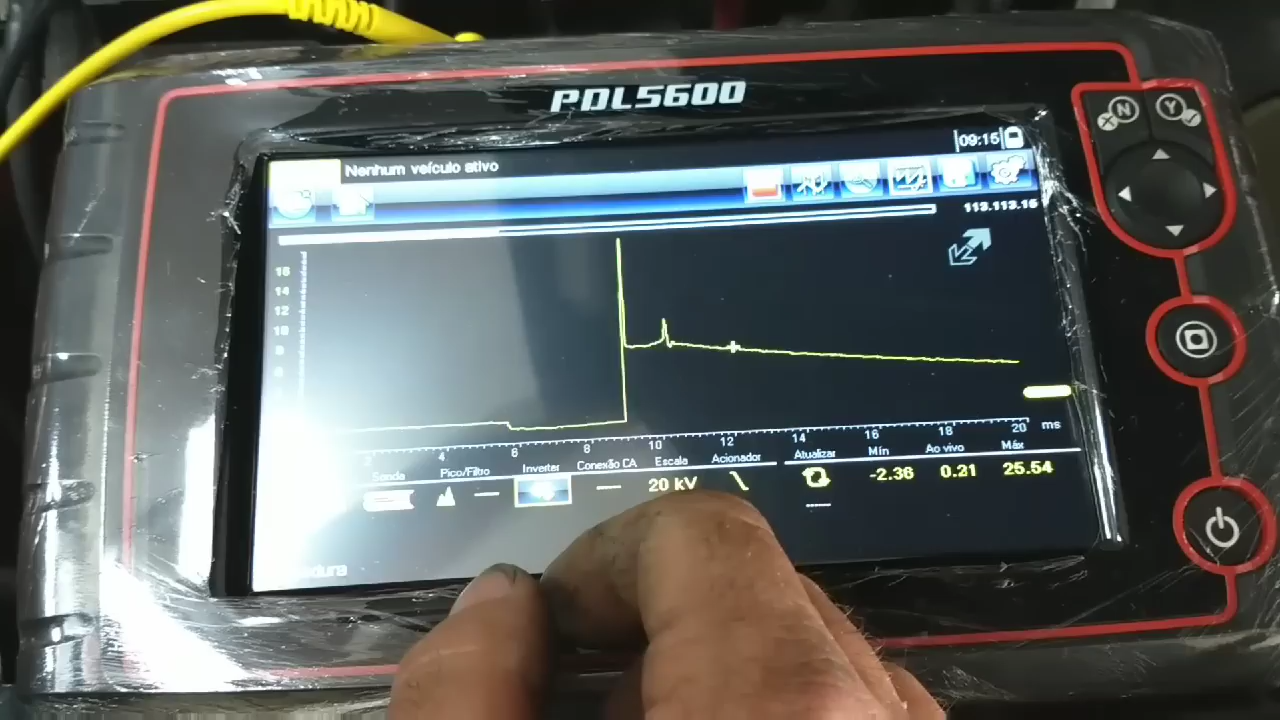 PDL5600
N
X
Y
Nenhum veículo ativo
09:15
113.113.15
16
14
12
10
8
4 6 8 10 12 14 16 18 20 ms
Sonda Pico/Filtro Inverter Conexão CA Escala Acionador Atualizar Mín Ao vivo Máx
20 kV -2.36 0.21 25.54